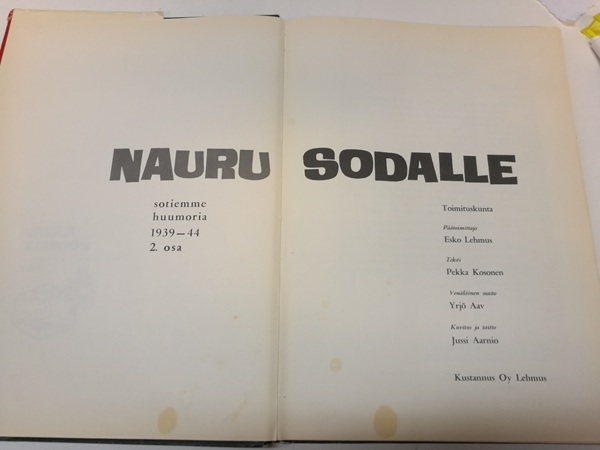 NAURU SODALLE
sotiemme
huumoria
1939—44
2. osa
Toimituskunta
Päätoimittaja
Esko Lehmus
Teksti
Pekka Kosonen
Venäläinen osasto
Yrjö Aav
Kuvitus ja taitto
Jussi Aarnio
Kustannus Oy Lehmus